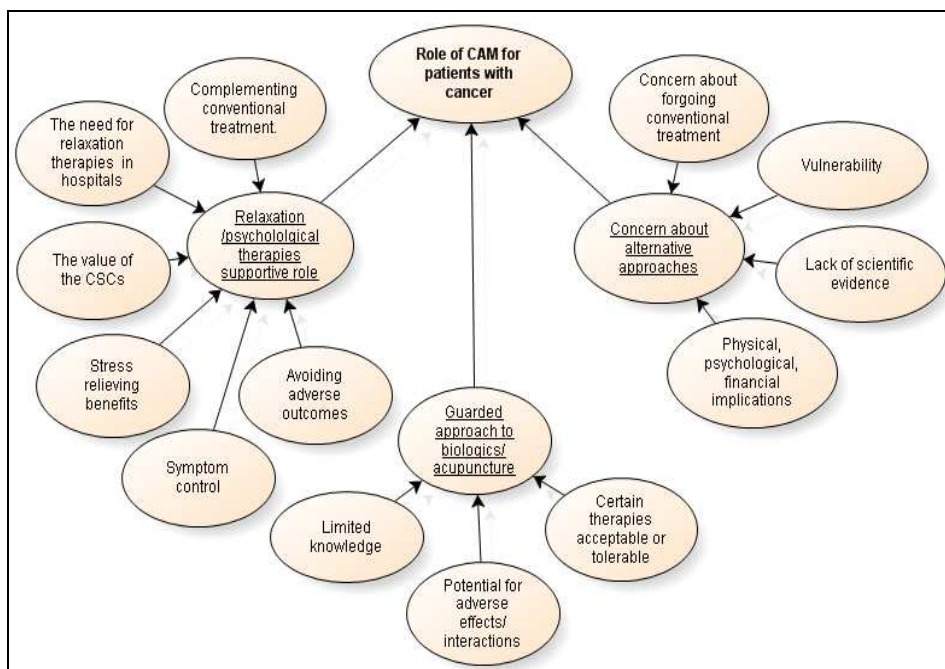 Role of CAM for
patients with
cancer
Complementing
conventional
treatment.
The need for
relaxation
therapies in
hospitals
Relaxation
/psychololgical
therapies
supportive role
The value of
the CSCs
Stress
relieving
benefits
Symptom
control
Avoiding
adverse
outcomes
Guarded
approach to
biologics/
acupuncture
Limited
knowledge
Potential for
adverse
effects/
interactions
Certain
therapies
acceptable or
tolerable
Concern about
forgoing
conventional
treatment
Vulnerability
Concern about
alternative
approaches
Lack of scientific
evidence
Physical,
psychological,
financial
implications